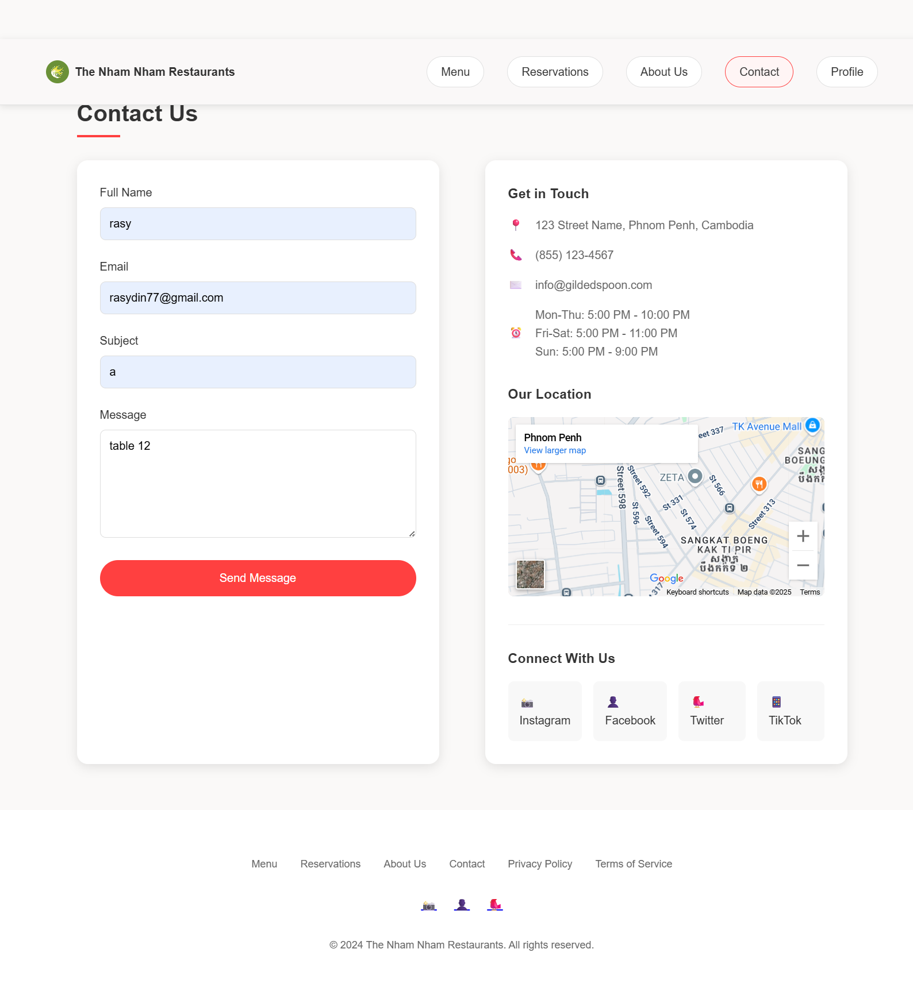 The Nham Nham Restaurants
Menu
Reservations
About Us
Contact
Profile
Contact Us
Full Name
rasy
Email
rasydin77@gmail.com
Subject
a
Message
table 12
Send Message
Get in Touch
123 Street Name, Phnom Penh, Cambodia
(855) 123-4567
info@gildedspoon.com
Mon-Thu: 5:00 PM - 10:00 PM
Fri-Sat: 5:00 PM - 11:00 PM
Sun: 5:00 PM - 9:00 PM
Our Location
Phnom Penh
View larger map
eet 337
TK Avenue Mall
SANG
BOEUNG
003)
ZETA
Street 598
Street 592
St 566
St 331
St 596
St 574
Street 313
Street 594
SANGKAT BOENG
KAK TI PIR
សង្កាត់
បឹងកក់ទី ២
Google
317
Keyboard shortcuts
Map data ©2025
Terms
Connect With Us
Instagram
Facebook
Twitter
TikTok
Menu
Reservations
About Us
Contact
Privacy Policy
Terms of Service
© 2024 The Nham Nham Restaurants. All rights reserved.